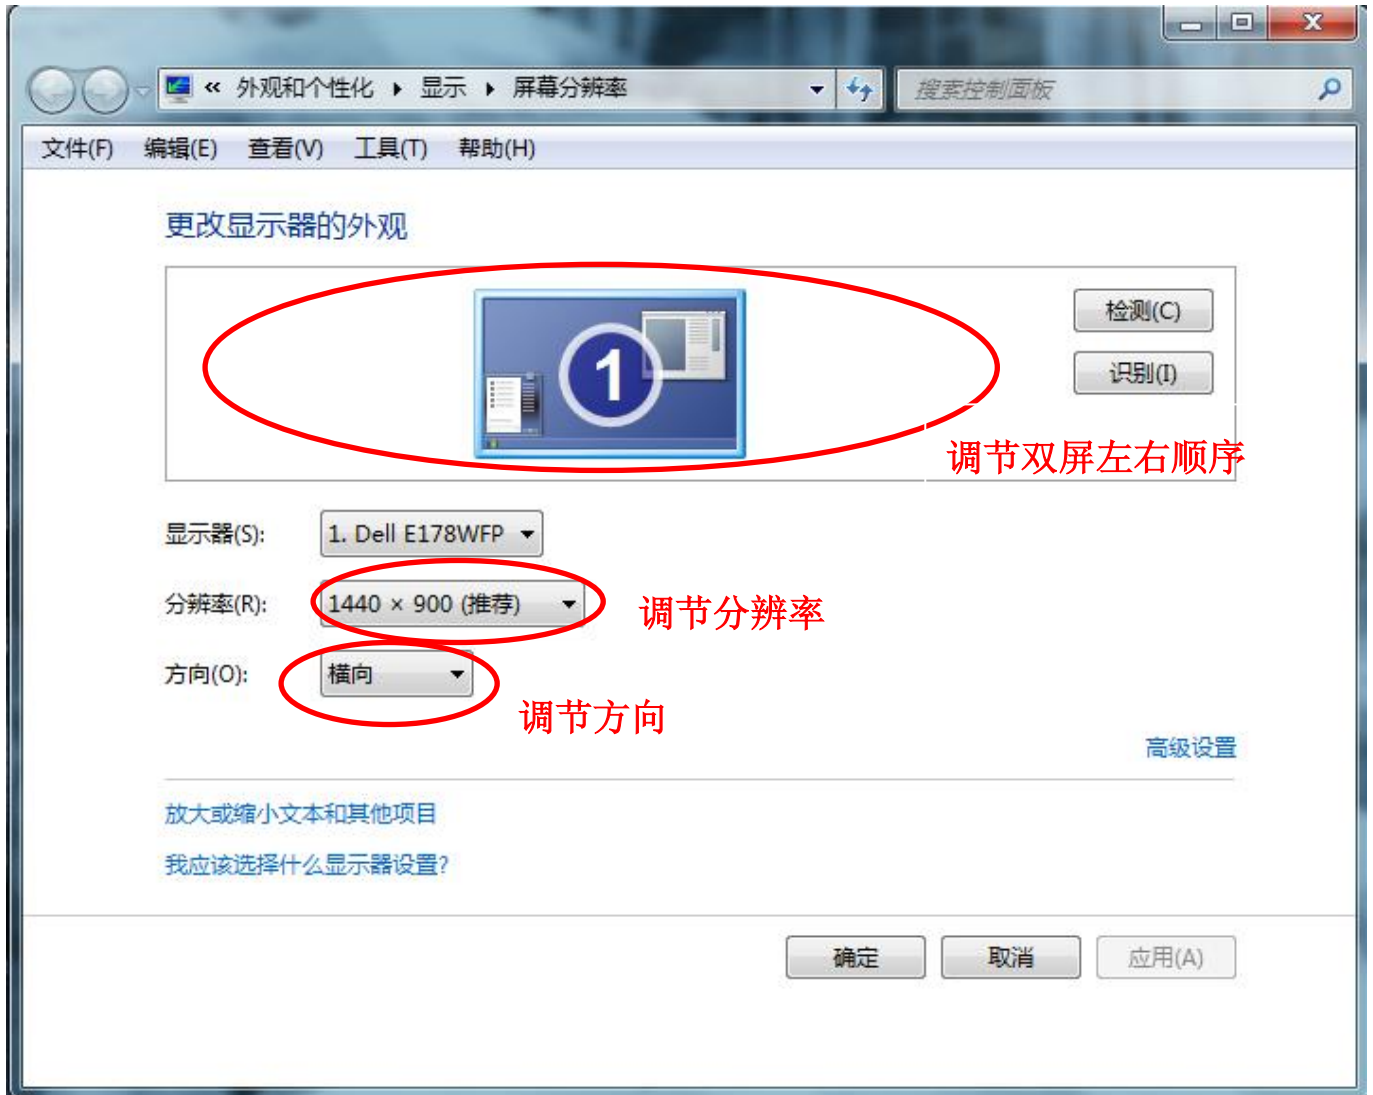 « 外观和个性化 ▸ 显示 ▸ 屏幕分辨率
搜索控制面板
文件(F) 编辑(E) 查看(V) 工具(T) 帮助(H)
更改显示器的外观
1
检测(C)
识别(I)
调节双屏左右顺序
显示器(S): 1. Dell E178WFP
分辨率(R): 1440 × 900 (推荐) 调节分辨率
方向(O): 横向
调节方向
高级设置
放大或缩小文本和其他项目
我应该选择什么显示器设置?
确定 取消 应用(A)